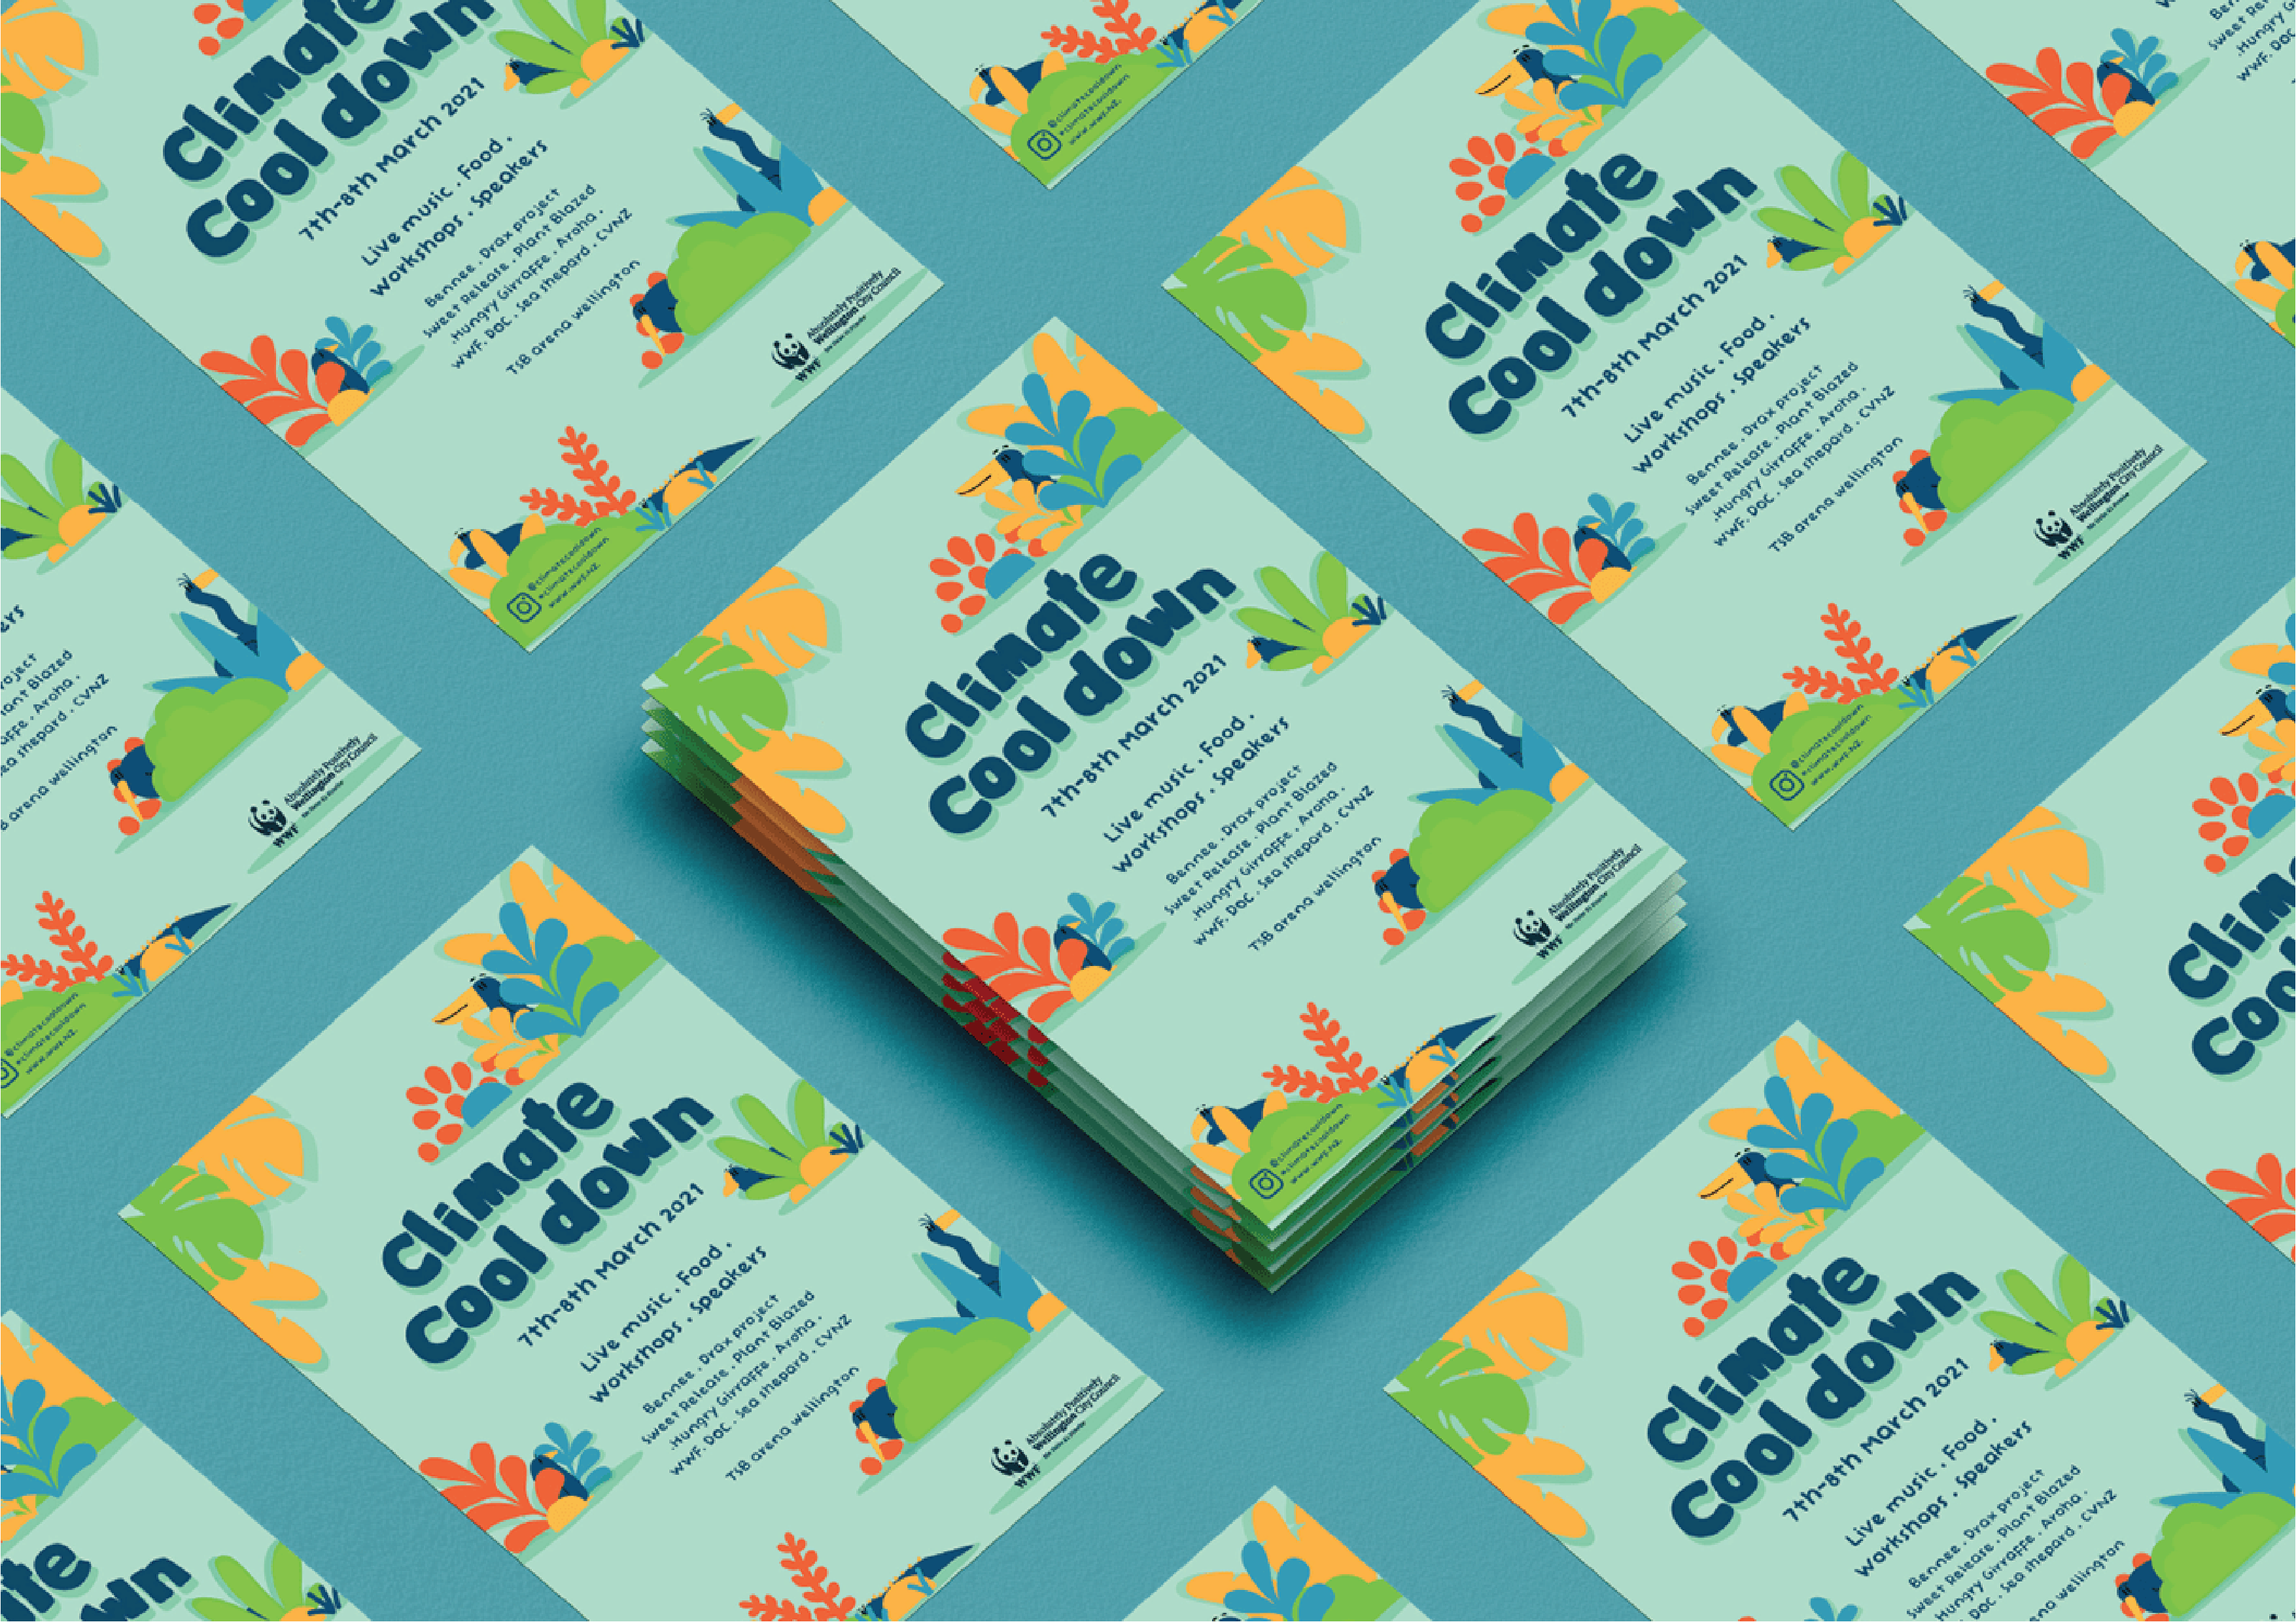 Climate
Cool down
7th-8th March 2021
Live music . Food .
Workshops . Speakers
Bennee . Drax project
Sweet Release . Plant Blazed
.Hungry Girraffe . Aroha .
WWF. DOC . Sea shepard . CVNZ
TSB arena wellington
WWF
Absolutely Positively
Wellington City Council
@climatecooldown
#climatecooldown
www.wwf.NZ.